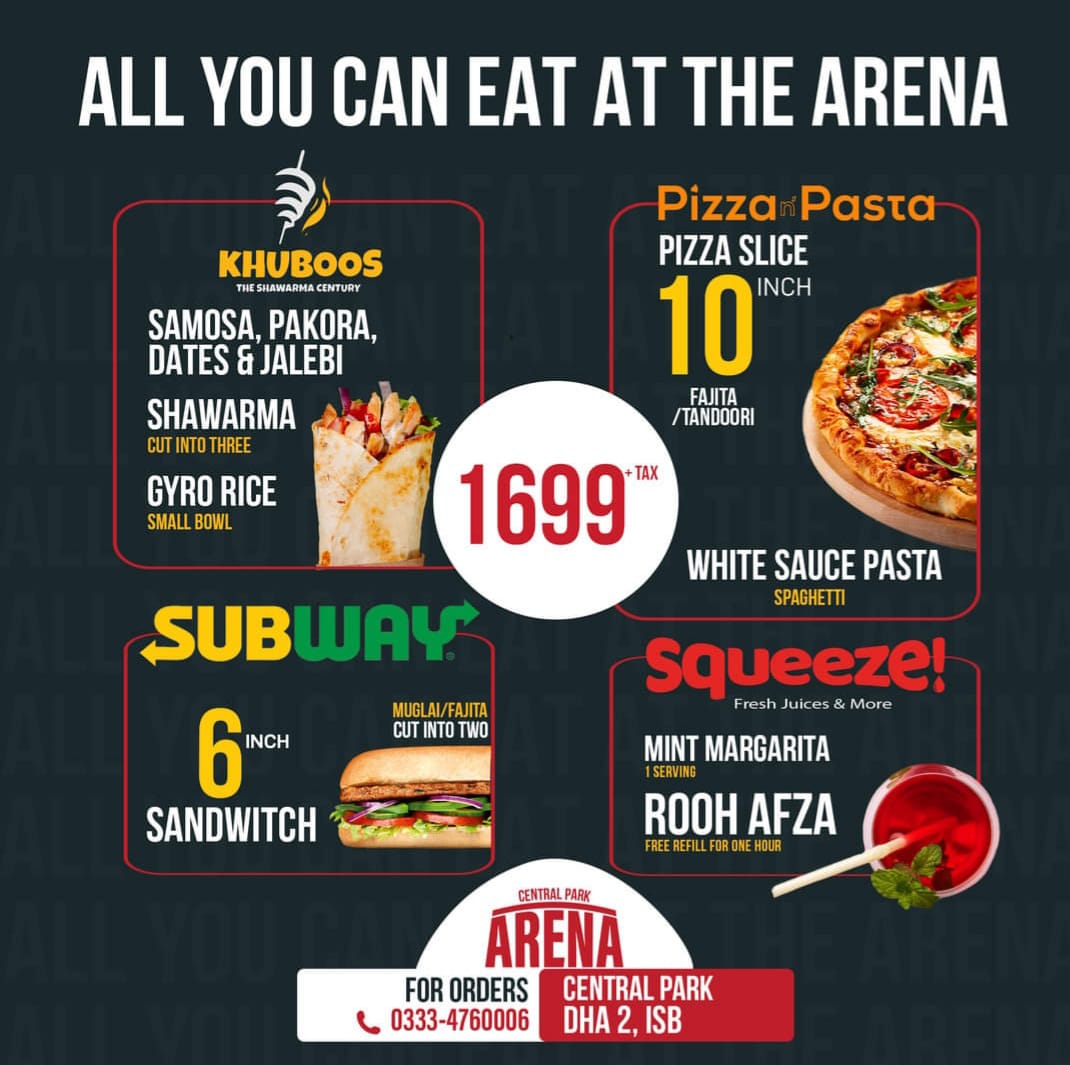 ALL YOU CAN EAT AT THE ARENA
KHUBOOS
THE SHAWARMA CENTURY
SAMOSA, PAKORA,
DATES & JALEBI
SHAWARMA
CUT INTO THREE
GYRO RICE
SMALL BOWL
Pizza n' Pasta
PIZZA SLICE
10 INCH
FAJITA
/TANDOORI
WHITE SAUCE PASTA
SPAGHETTI
1699 + TAX
SUBWAY
6 INCH
SANDWITCH
MUGLAI/FAJITA
CUT INTO TWO
Squeeze!
Fresh Juices & More
MINT MARGARITA
1 SERVING
ROOH AFZA
FREE REFILL FOR ONE HOUR
CENTRAL PARK
ARENA
FOR ORDERS
0333-4760006
CENTRAL PARK
DHA 2, ISB